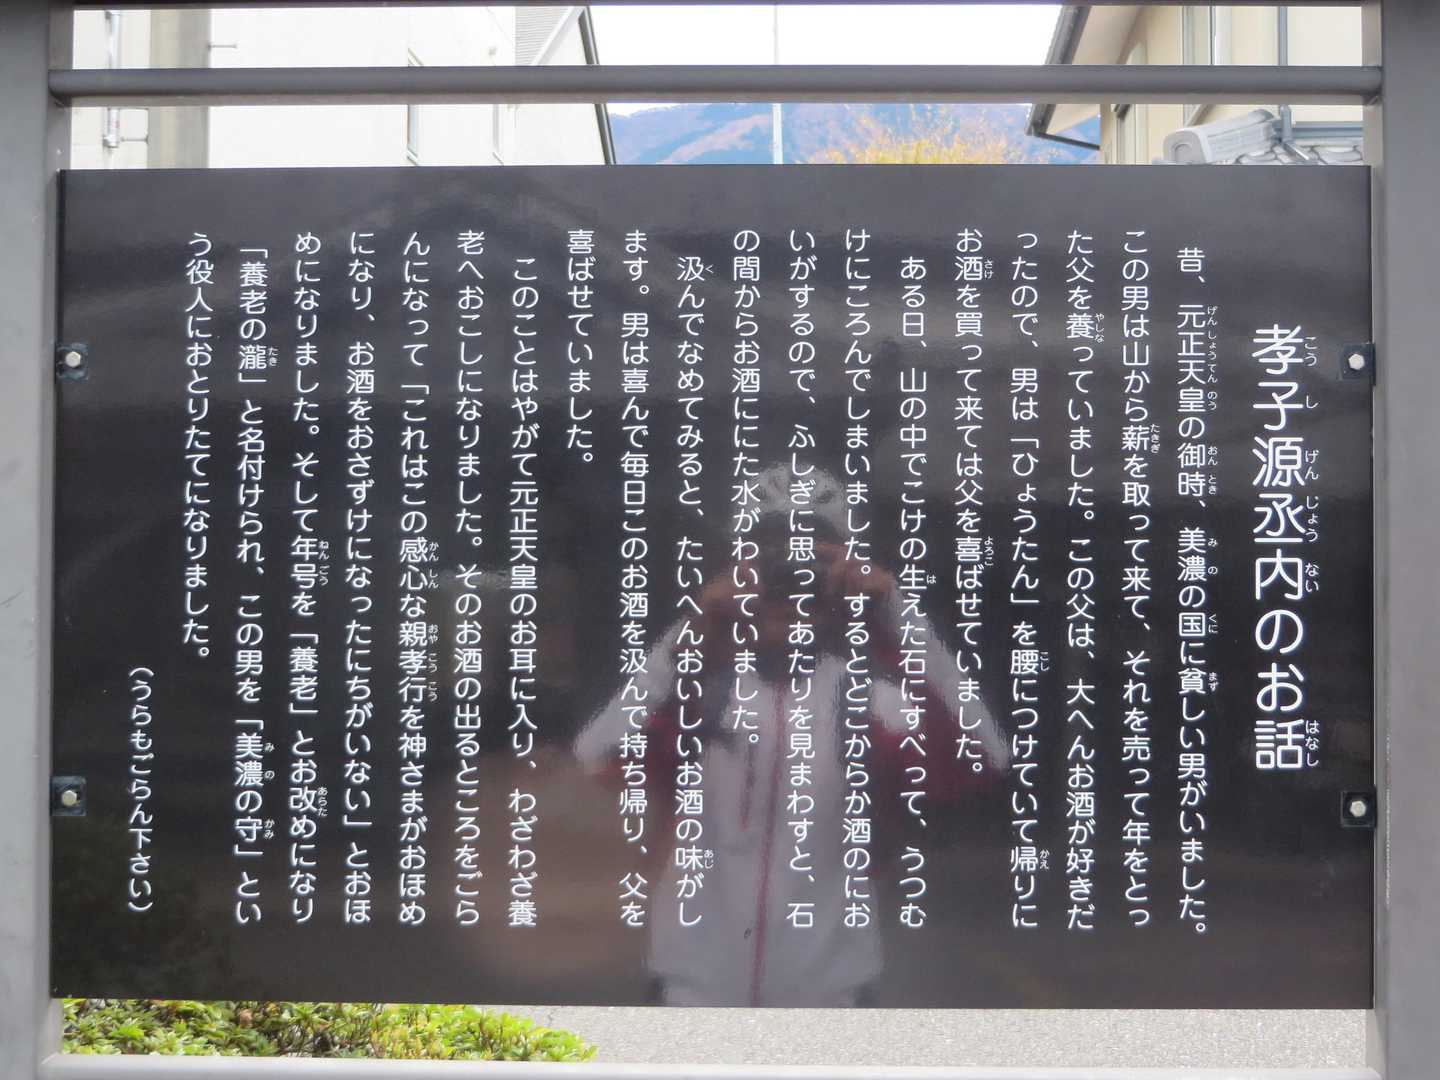 孝子源丞内のお話
昔、元正天皇の御時、美濃の国に貧しい男がいました。
この男は山から薪を取って来て、それを売って年をとっ
た父を養っていました。この父は、大へんお酒が好きだ
ったので、男は「ひょうたん」を腰につけていて帰りに
お酒を買って来ては父を喜ばせていました。
ある日、山の中でこけの生えた石にすべって、うつむ
けにころんでしまいました。するとどこからか酒のにお
いがするので、ふしぎに思ってあたりを見まわすと、石
の間からお酒ににた水がわいていました。
汲んでなめてみると、たいへんおいしいお酒の味がし
ます。男は喜んで毎日このお酒を汲んで持ち帰り、父を
喜ばせていました。
このことはやがて元正天皇のお耳に入り、わざわざ養
老へおこしになりました。そのお酒の出るところをごら
んになって「これはこの感心な親孝行を神さまがおほめ
になり、お酒をおさずけになったにちがいない」とおほ
めになりました。そして年号を「養老」とお改めになり
「養老の瀧」と名付けられ、この男を「美濃の守」とい
う役人におとりたてになりました。
（うらもごらん下さい）